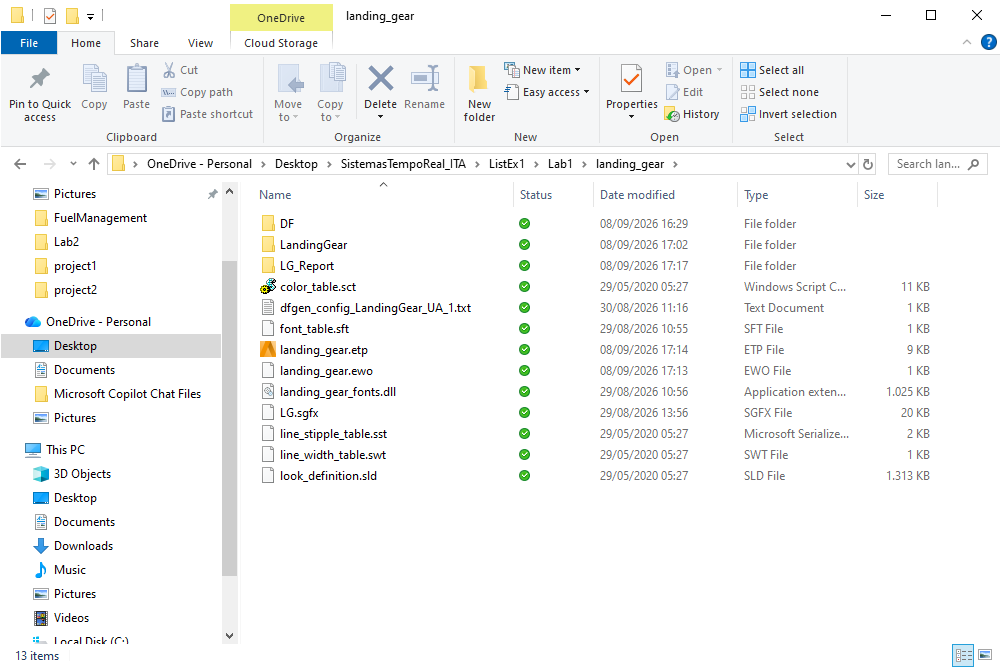 OneDrive
landing_gear
File
Home
Share
View
Cloud Storage
Pin to Quick access
Copy
Paste
Cut
Copy path
Paste shortcut
Clipboard
Move to
Copy to
Delete
Rename
Organize
New folder
New item
Easy access
New
Properties
Open
Edit
History
Open
Select all
Select none
Invert selection
Select
OneDrive - Personal > Desktop > SistemasTempoReal_ITA > ListEx1 > Lab1 > landing_gear >
Search lan...
Pictures
FuelManagement
Lab2
project1
project2
OneDrive - Personal
Desktop
Documents
Microsoft Copilot Chat Files
Pictures
This PC
3D Objects
Desktop
Documents
Downloads
Music
Pictures
Videos
Local Disk (C:)
Name Status Date modified Type Size
DF 08/09/2026 16:29 File folder
LandingGear 08/09/2026 17:02 File folder
LG_Report 08/09/2026 17:17 File folder
color_table.sct 29/05/2020 05:27 Windows Script C... 11 KB
dfgen_config_LandingGear_UA_1.txt 30/08/2026 11:16 Text Document 1 KB
font_table.sft 29/08/2026 10:55 SFT File 1 KB
landing_gear.etp 08/09/2026 17:14 ETP File 9 KB
landing_gear.ewo 08/09/2026 17:13 EWO File 1 KB
landing_gear_fonts.dll 29/08/2026 10:56 Application exten... 1.025 KB
LG.sgfx 29/08/2026 13:56 SGFX File 20 KB
line_stipple_table.sst 29/05/2020 05:27 Microsoft Serialize... 2 KB
line_width_table.swt 29/05/2020 05:27 SWT File 1 KB
look_definition.sld 29/05/2020 05:27 SLD File 1.313 KB
13 items